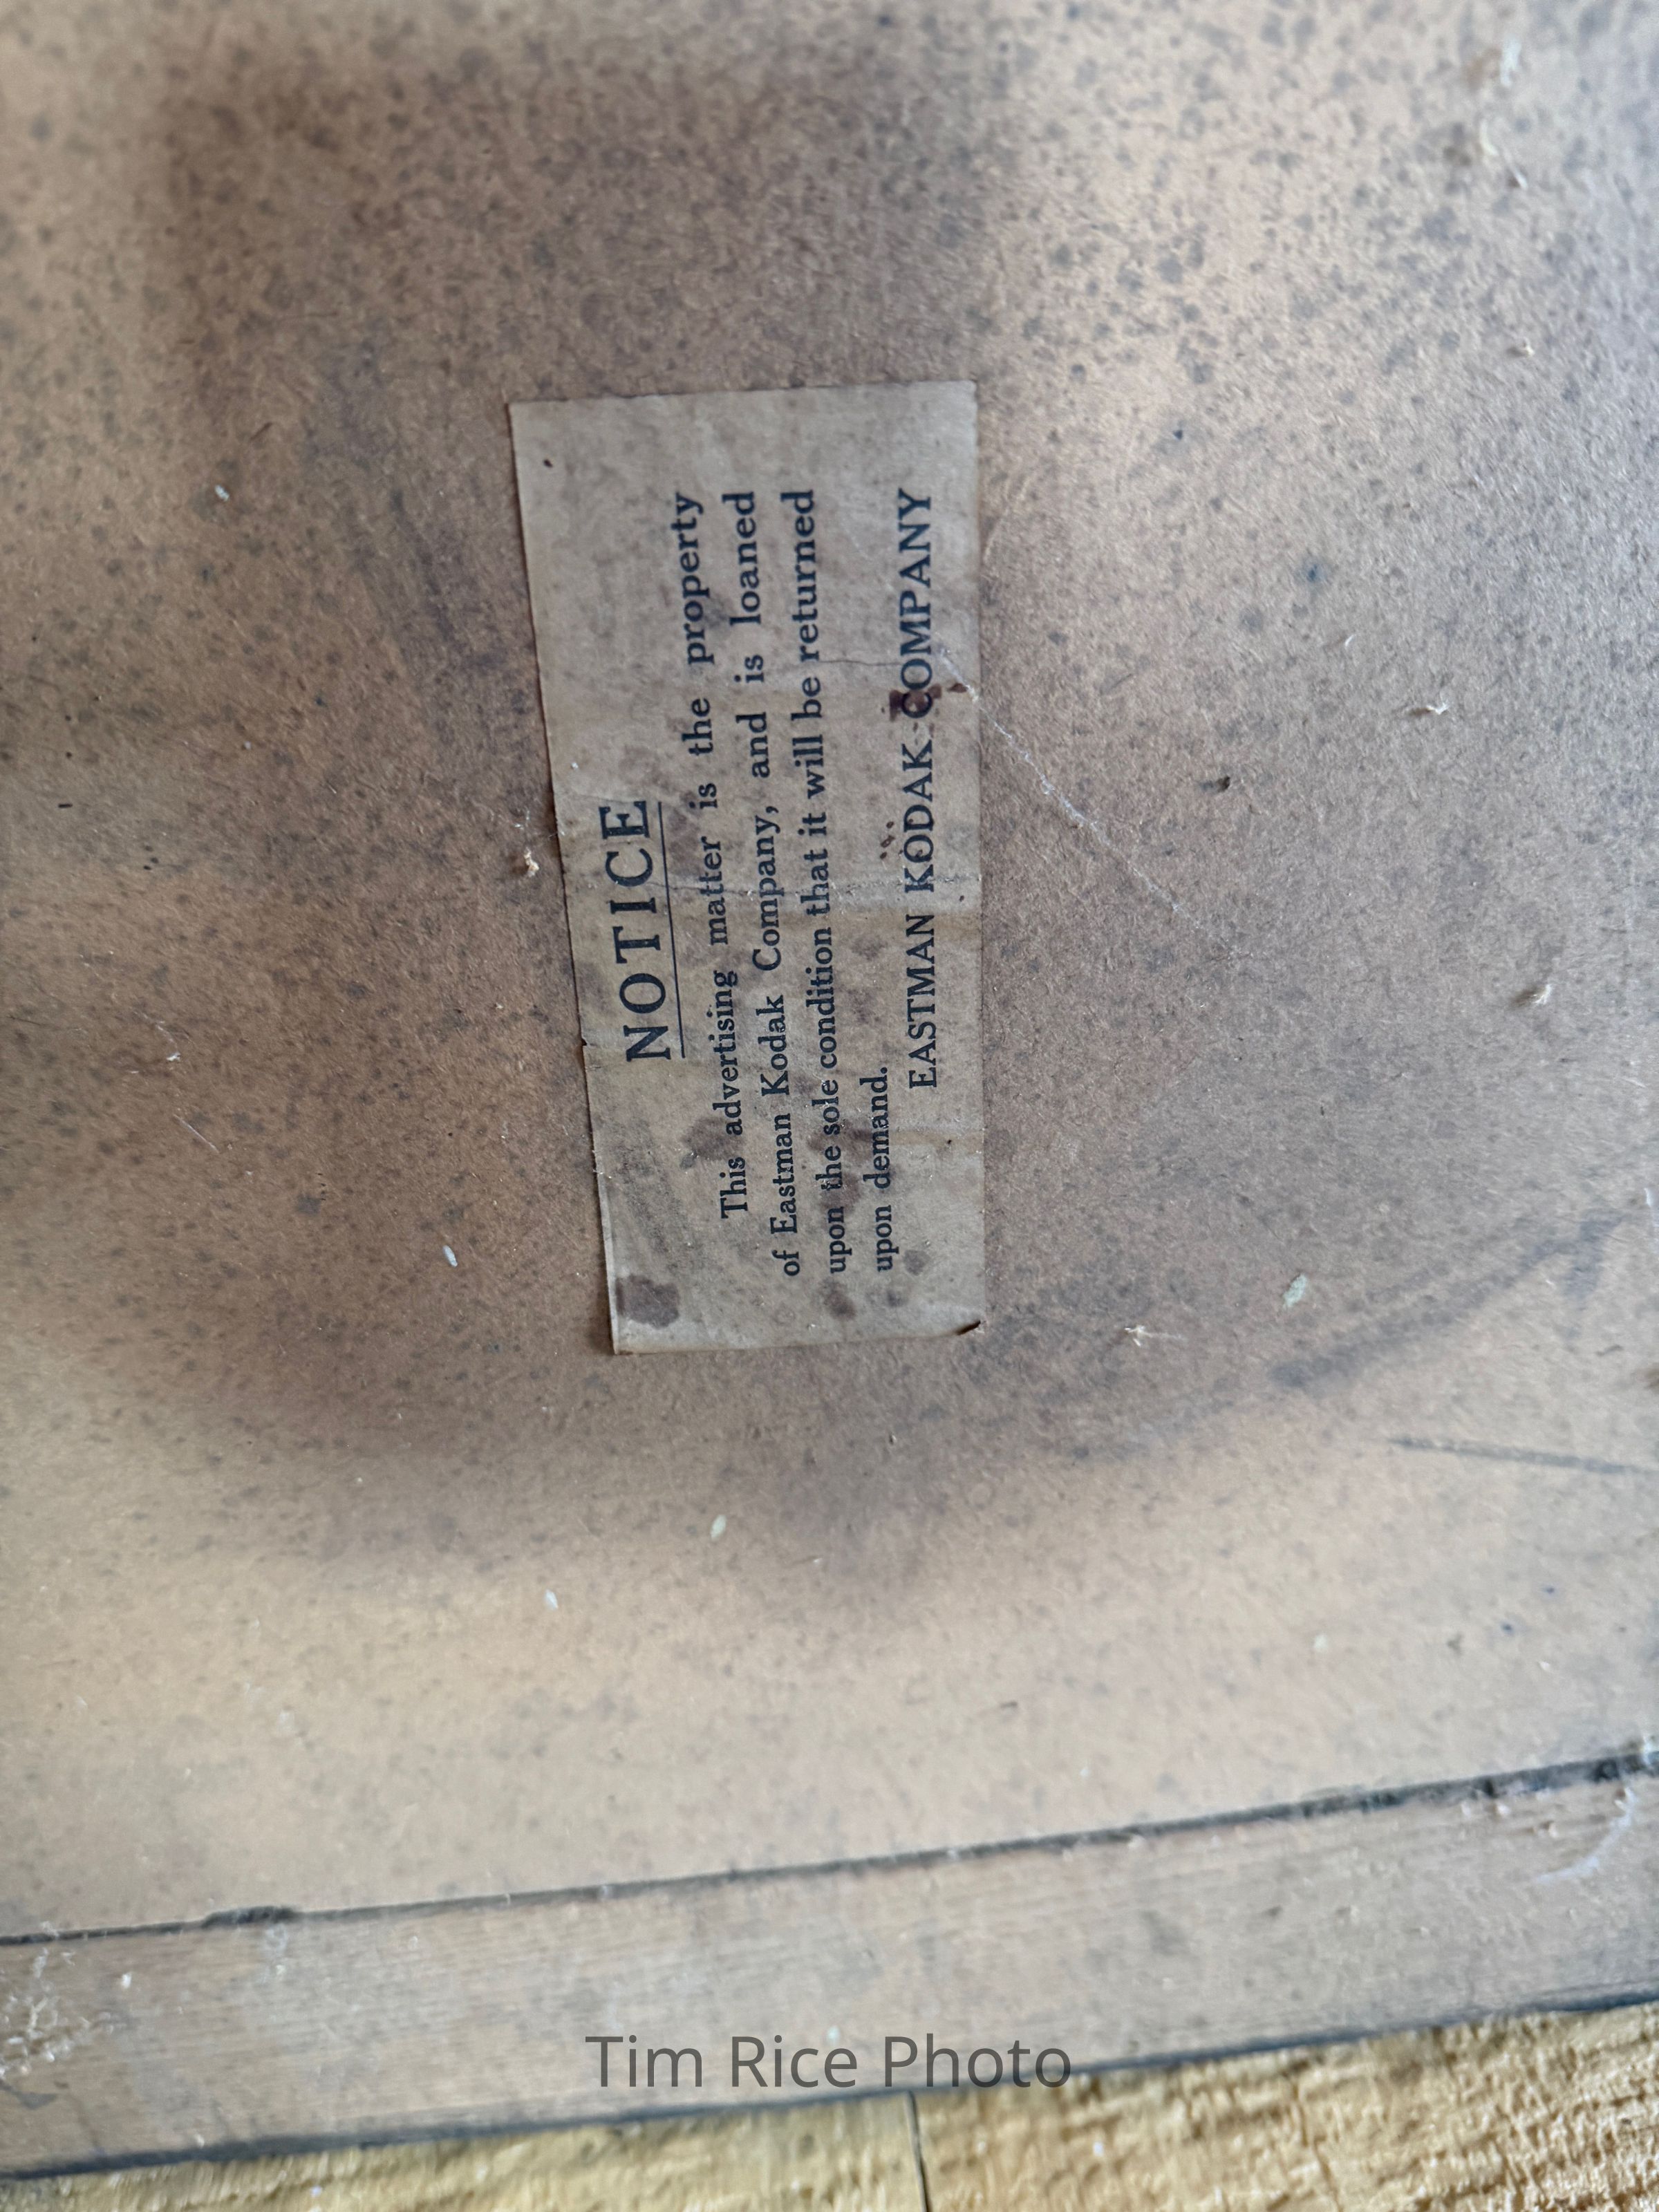 NOTICE
This advertising matter is the property
of Eastman Kodak Company, and is loaned
upon the sole condition that it will be returned
upon demand.
EASTMAN KODAK COMPANY
Tim Rice Photo